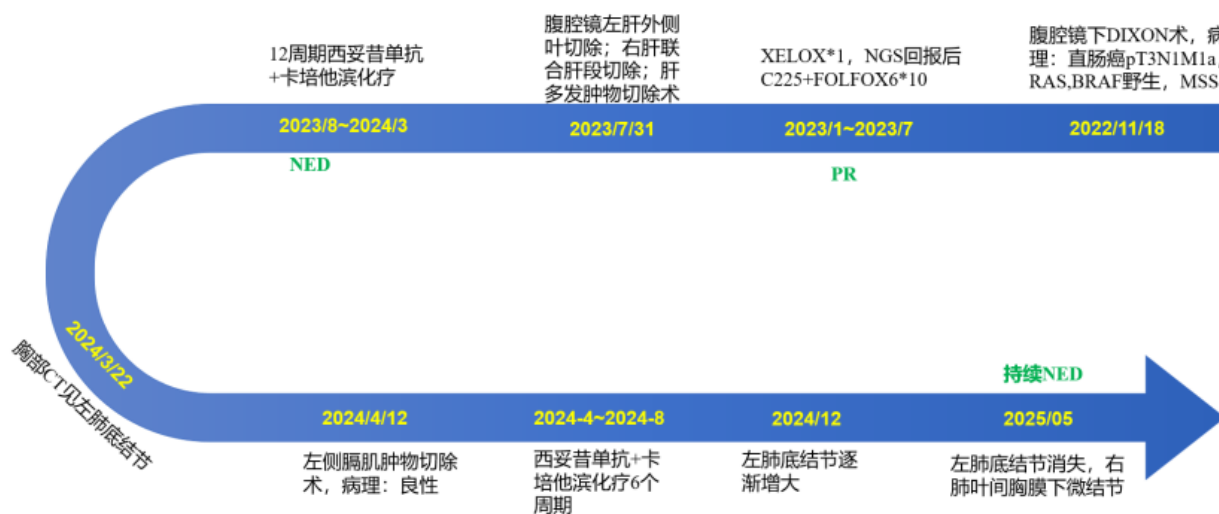 12周期西妥昔单抗
+卡培他滨化疗
腹腔镜左肝外侧
叶切除；右肝联
合肝段切除；肝
多发肿物切除术
XELOX*1，NGS回报后
C225+FOLFOX6*10
腹腔镜下DIXON术，病
理：直肠癌pT3N1M1a,
RAS,BRAF野生，MSS
2023/8~2024/3
2023/7/31
2023/1~2023/7
2022/11/18
NED
PR
2024/3/22
胸部CT见左肺底结节
持续NED
2024/4/12
2024-4~2024-8
2024/12
2025/05
左侧膈肌肿物切除
术，病理：良性
西妥昔单抗+卡
培他滨化疗6个
周期
左肺底结节逐
渐增大
左肺底结节消失，右
肺叶间胸膜下微结节